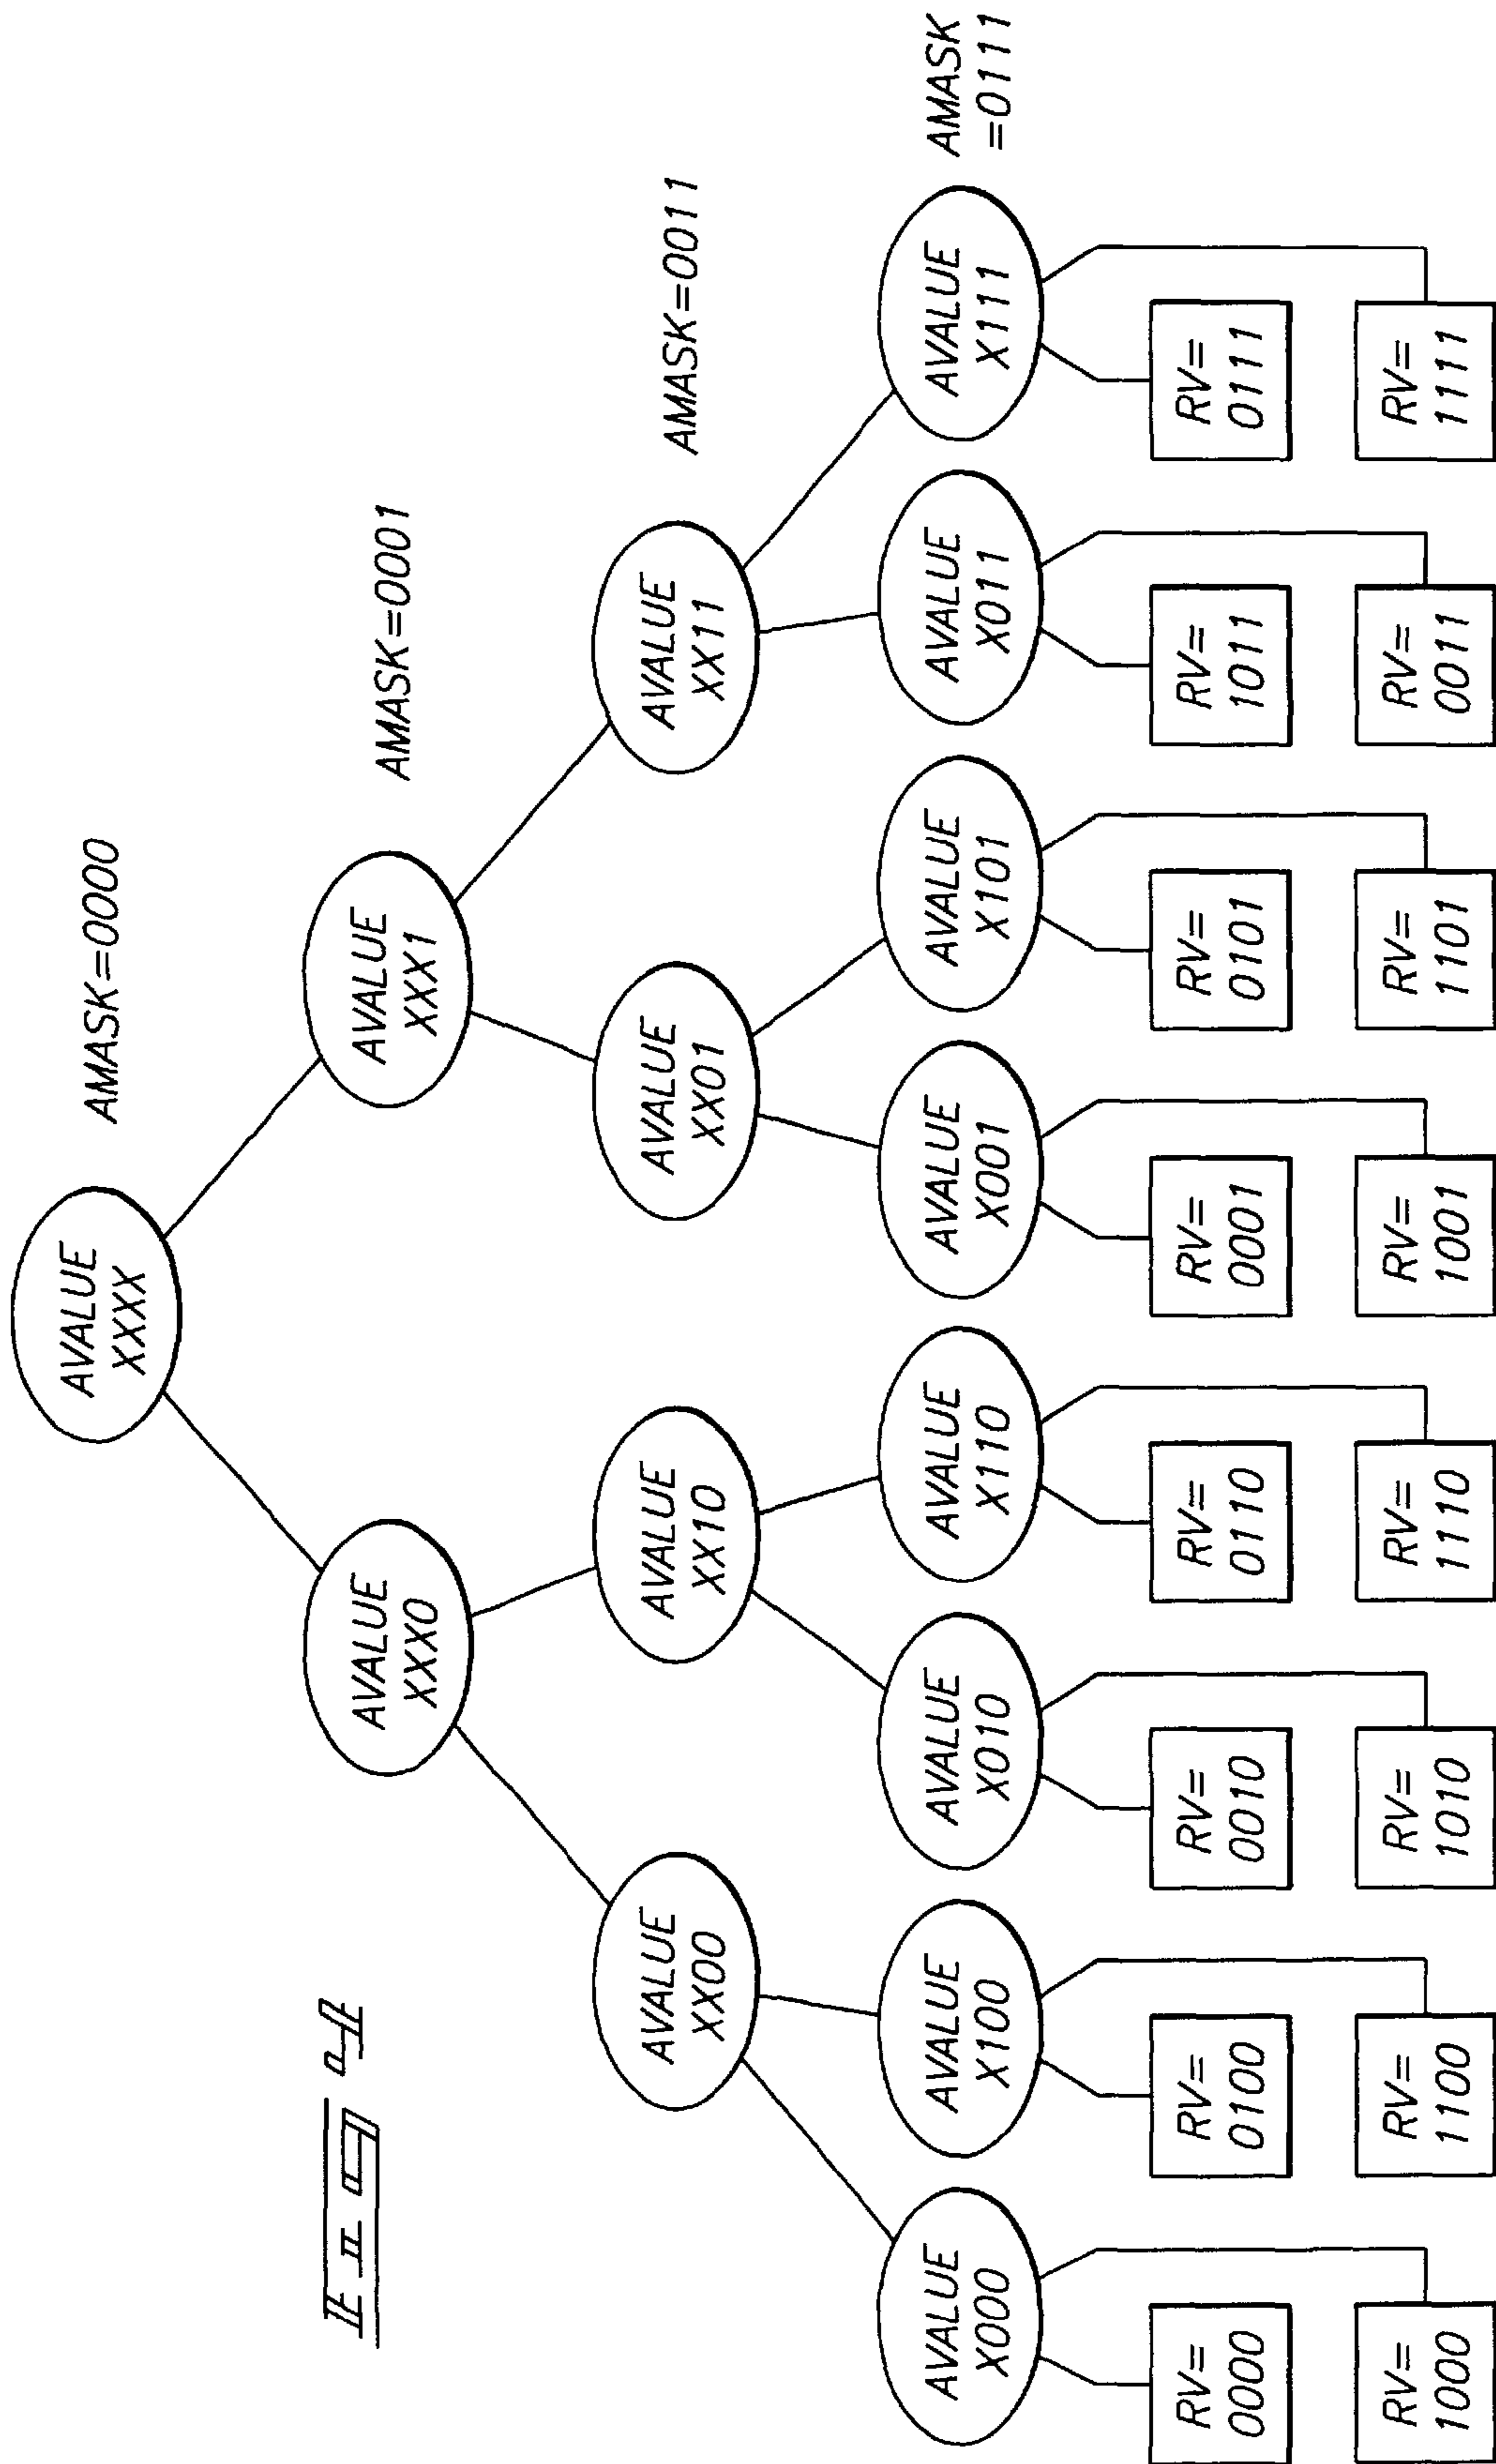 FIG. 4
AVALUE
XXXX
AMASK=0000
AVALUE
XXX0
AVALUE
XXX1
AMASK=0001
AVALUE
XX00
AVALUE
XX10
AVALUE
XX01
AVALUE
XX11
AMASK=0011
AVALUE
X000
AVALUE
X100
AVALUE
X010
AVALUE
X110
AVALUE
X001
AVALUE
X101
AVALUE
X011
AVALUE
X111
AMASK
=0111
RV=
0000
RV=
0100
RV=
0010
RV=
0110
RV=
0001
RV=
0101
RV=
1011
RV=
0111
RV=
1000
RV=
1100
RV=
1010
RV=
1110
RV=
1001
RV=
1101
RV=
0011
RV=
1111